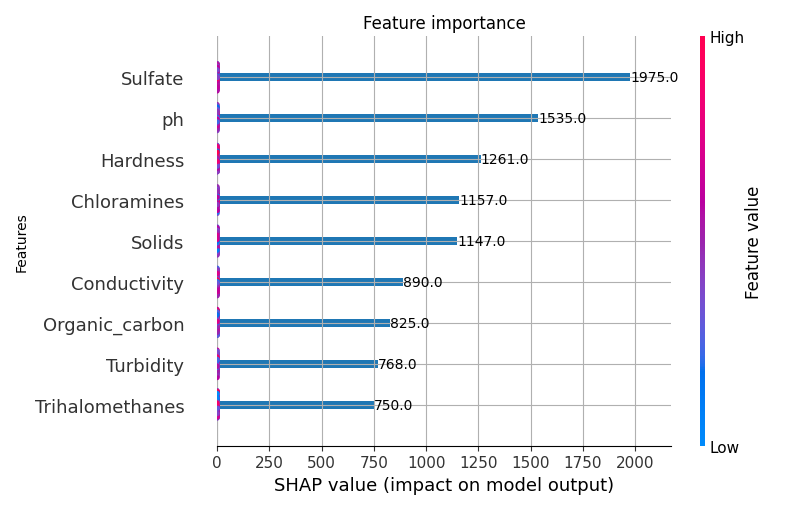 Feature importance
High
Sulfate 1975.0
ph 1535.0
Hardness 1261.0
Chloramines 1157.0
Solids 1147.0
Conductivity 890.0
Organic_carbon 825.0
Turbidity 768.0
Trihalomethanes 750.0
Features
Feature value
Low
0 250 500 750 1000 1250 1500 1750 2000
SHAP value (impact on model output)